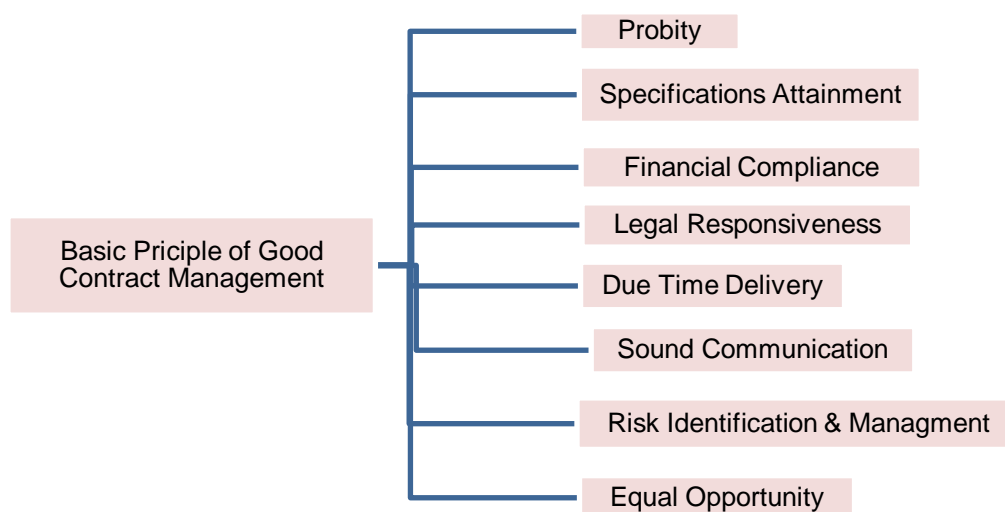 Probity
Specifications Attainment
Financial Compliance
Legal Responsiveness
Basic Priciple of Good
Contract Management
Due Time Delivery
Sound Communication
Risk Identification & Managment
Equal Opportunity